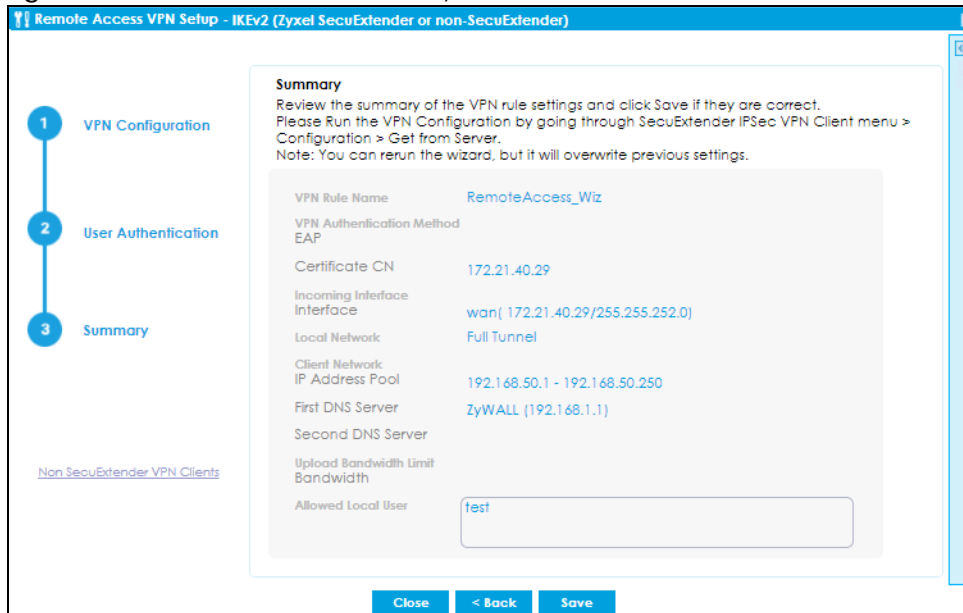 Remote Access VPN Setup - IKEv2 (Zyxel SecuExtender or non-SecuExtender)
1 VPN Configuration
2 User Authentication
3 Summary
Non SecuExtender VPN Clients
Summary
Review the summary of the VPN rule settings and click Save if they are correct.
Please Run the VPN Configuration by going through SecuExtender IPSec VPN Client menu >
Configuration > Get from Server.
Note: You can rerun the wizard, but it will overwrite previous settings.
VPN Rule Name RemoteAccess_Wiz
VPN Authentication Method
EAP
Certificate CN 172.21.40.29
Incoming Interface
Interface wan( 172.21.40.29/255.255.252.0)
Local Network Full Tunnel
Client Network
IP Address Pool 192.168.50.1 - 192.168.50.250
First DNS Server ZyWALL (192.168.1.1)
Second DNS Server
Upload Bandwidth Limit
Bandwidth
Allowed Local User test
Close < Back Save